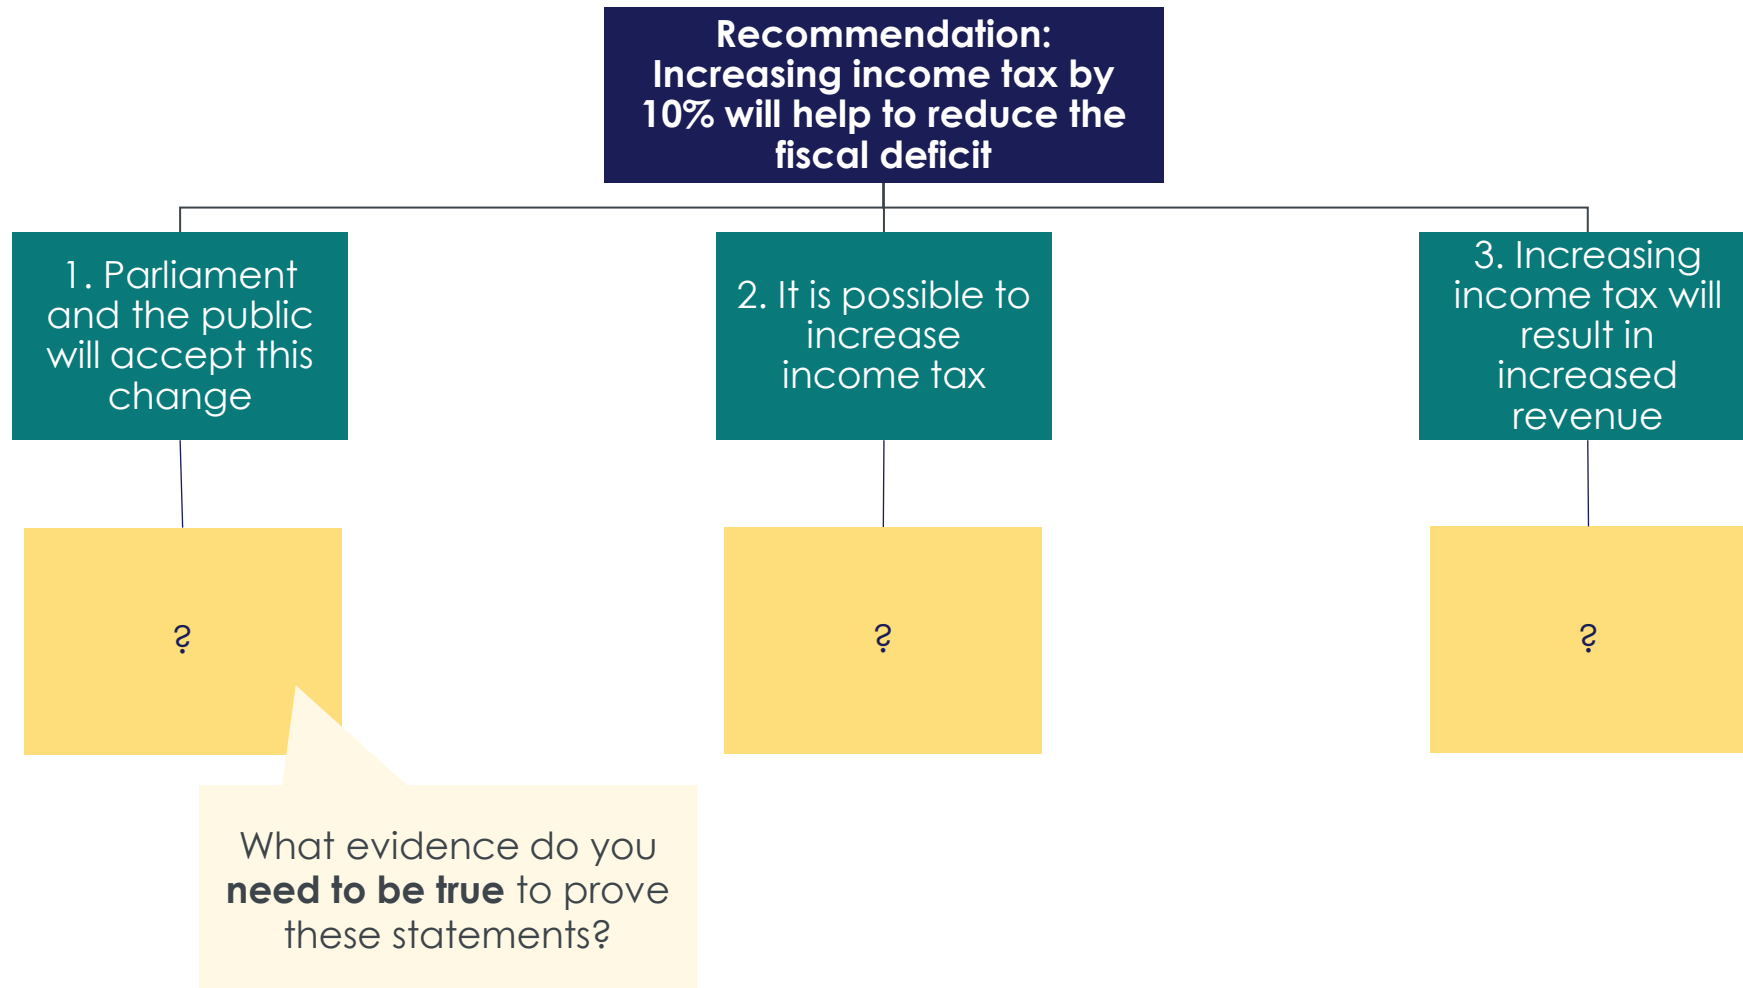 Recommendation:
Increasing income tax by
10% will help to reduce the
fiscal deficit
1. Parliament
and the public
will accept this
change
2. It is possible to
increase
income tax
3. Increasing
income tax will
result in
increased
revenue
?
?
?
What evidence do you
need to be true to prove
these statements?